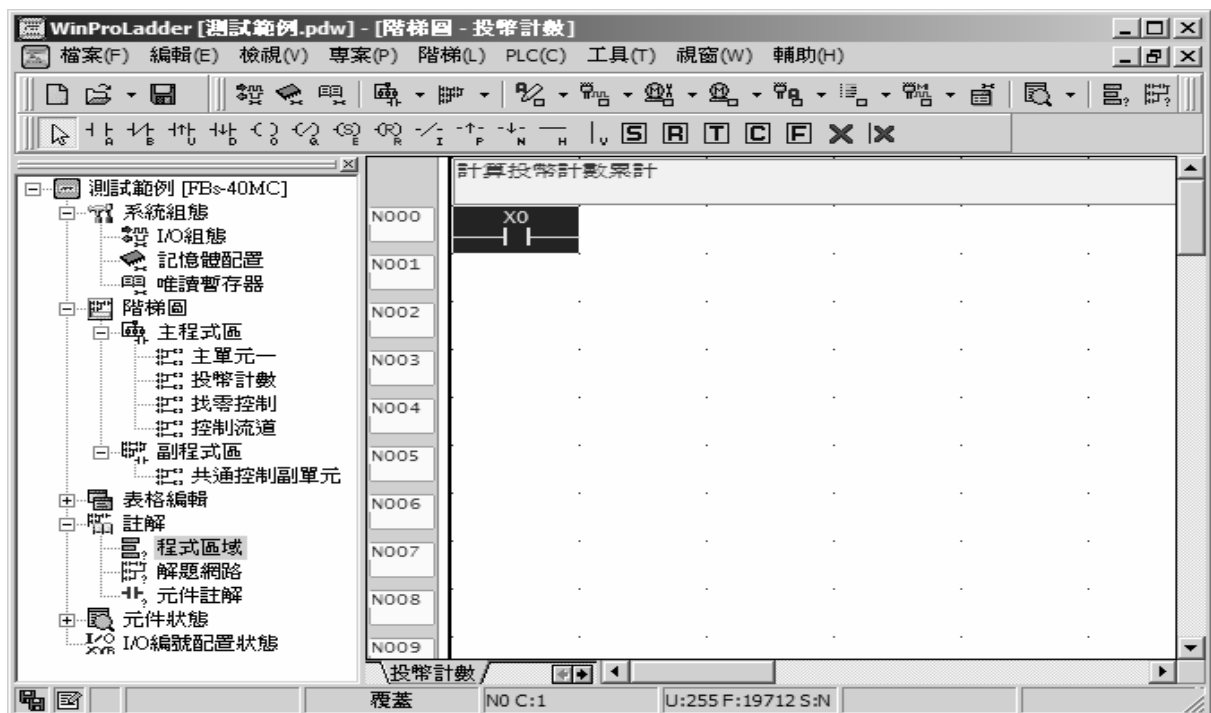 WinProLadder [測試範例.pdw] - [階梯圖 - 投幣計數]
檔案(F) 編輯(E) 檢視(V) 專案(P) 階梯(L) PLC(C) 工具(T) 視窗(W) 輔助(H)
A B U D O Q E R I P N H V S R T C F
計算投幣計數累計
測試範例 [FBs-40MC]
系統組態
I/O組態
記憶體配置
唯讀暫存器
階梯圖
主程式區
主單元一
投幣計數
找零控制
控制流道
副程式區
共通控制副單元
表格編輯
註解
程式區域
解題網路
元件註解
元件狀態
I/O編號配置狀態
N000 X0
N001
N002
N003
N004
N005
N006
N007
N008
N009
投幣計數
覆蓋 N0 C:1 U:255 F:19712 S:N